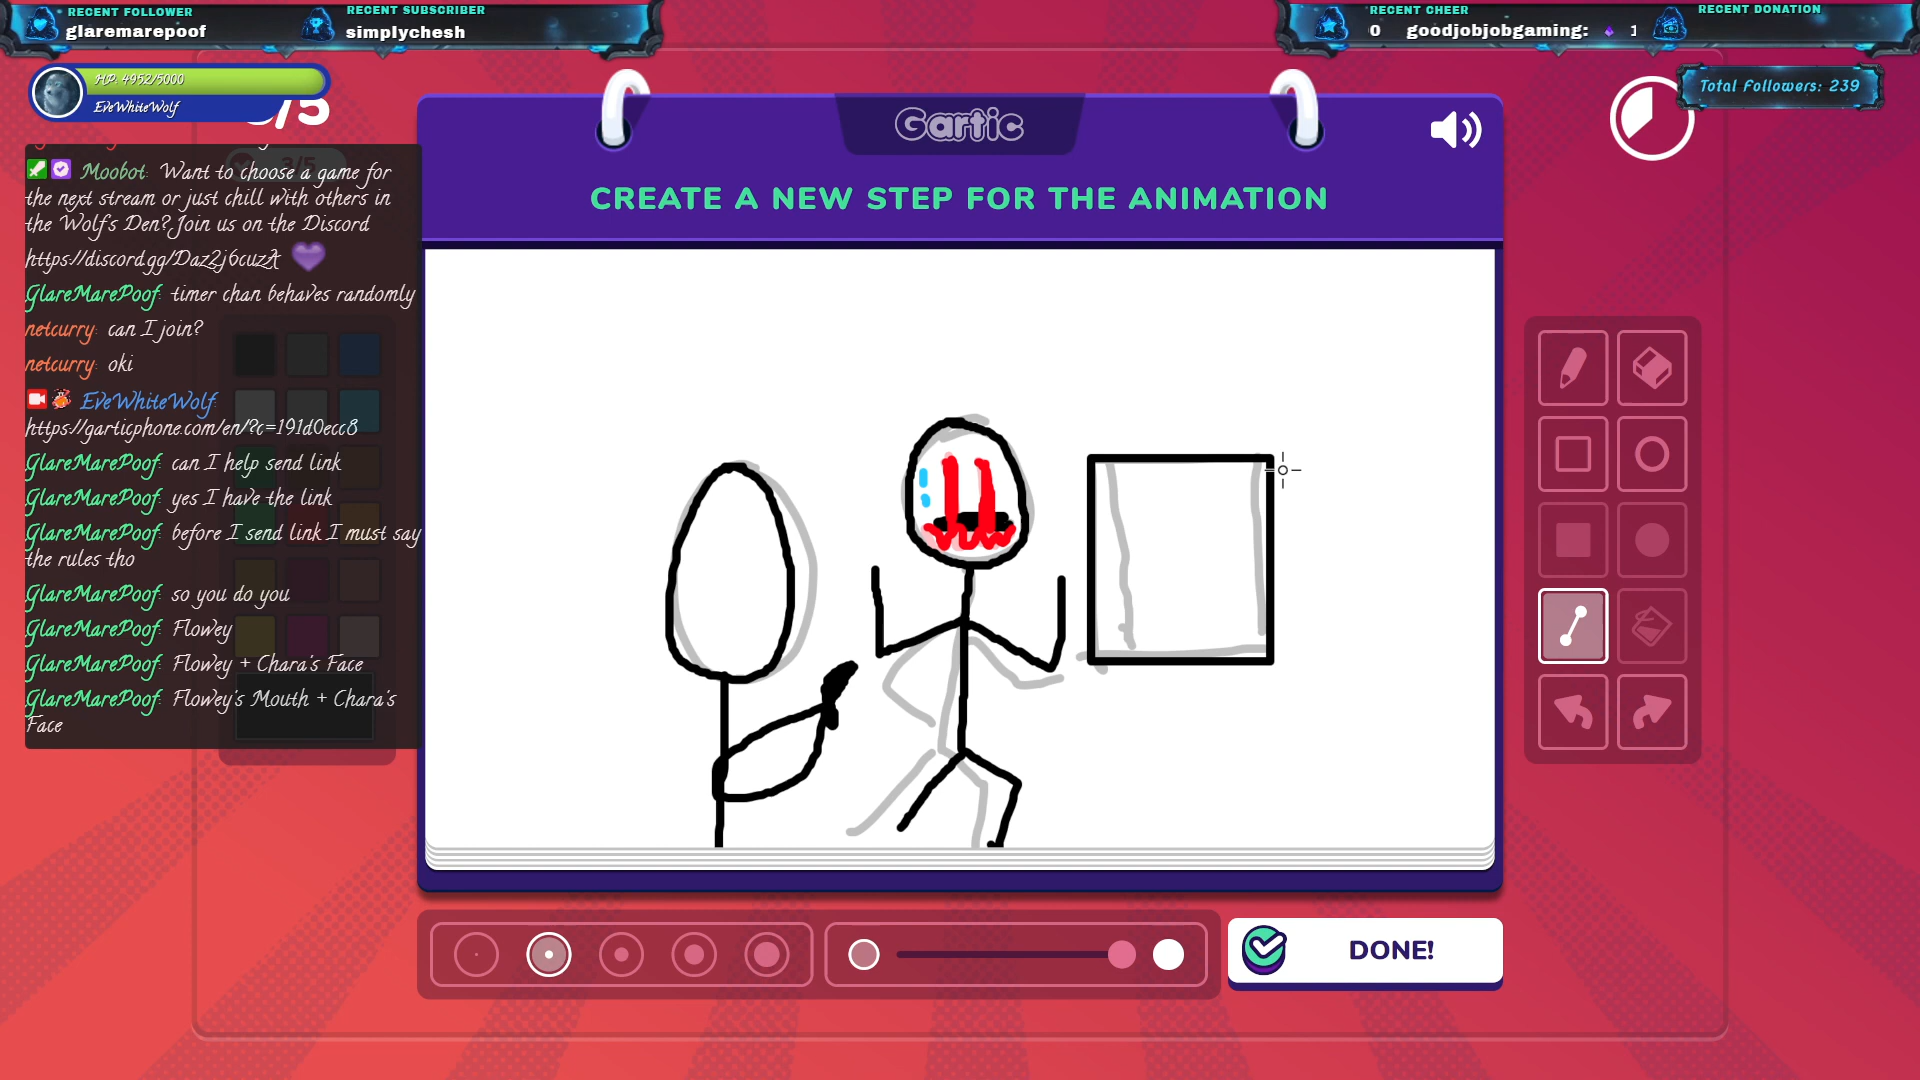 RECENT FOLLOWER
glaremarepoof
RECENT SUBSCRIBER
simplychesh
RECENT CHEER
0 goodjobjobgaming: 1
RECENT DONATION
HP: 4952/5000
EveWhiteWolf
/5
Total Followers: 239
Gartic
CREATE A NEW STEP FOR THE ANIMATION
3/5
Moobot: Want to choose a game for
the next stream or just chill with others in
the Wolfs Den? Join us on the Discord
https://discord.gg/Daz2j6cuzA
GlareMarePoof: timer chan behaves randomly
netcurry: can I join?
netcurry: oki
EveWhiteWolf:
https://garticphone.com/en/?c=191d0ecc8
GlareMarePoof: can I help send link
GlareMarePoof: yes I have the link
GlareMarePoof: before I send link I must say
the rules tho
GlareMarePoof: so you do you
GlareMarePoof: Flowey
GlareMarePoof: Flowey + Chara's Face
GlareMarePoof: Flowey's Mouth + Chara's
Face
DONE!